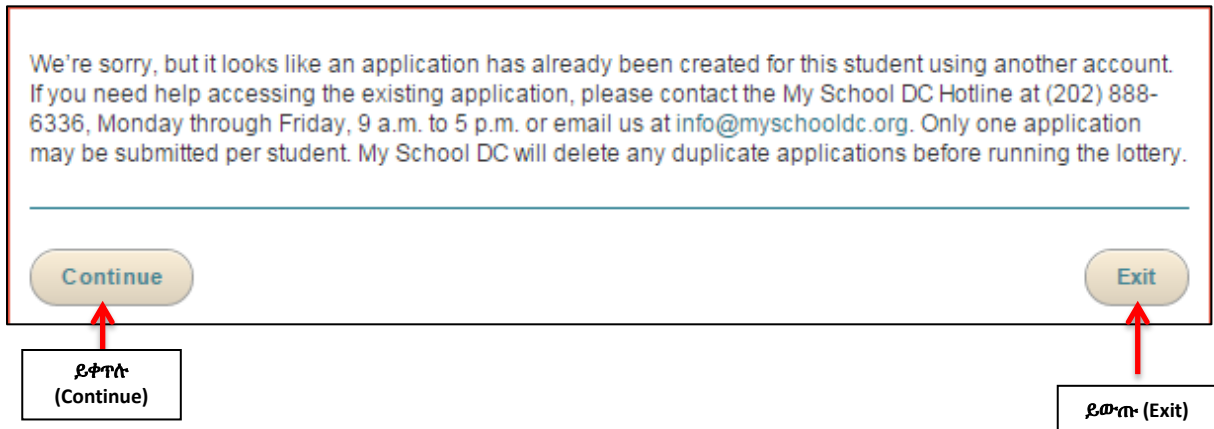 We're sorry, but it looks like an application has already been created for this student using another account.
If you need help accessing the existing application, please contact the My School DC Hotline at (202) 888-
6336, Monday through Friday, 9 a.m. to 5 p.m. or email us at info@myschooldc.org. Only one application
may be submitted per student. My School DC will delete any duplicate applications before running the lottery.
Continue
Exit
ይቀጥሉ
(Continue)
ይውጡ (Exit)